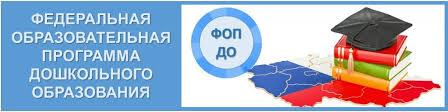 ФЕДЕРАЛЬНАЯ
ОБРАЗОВАТЕЛЬНАЯ
ПРОГРАММА
ДОШКОЛЬНОГО
ОБРАЗОВАНИЯ
ФОП
ДО